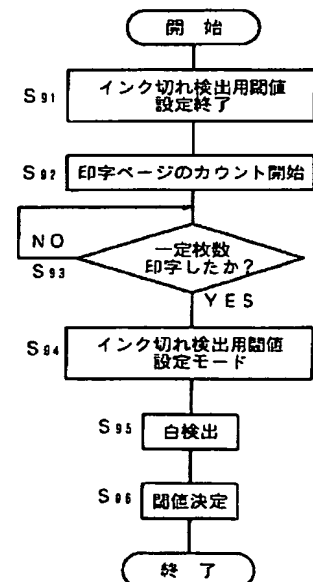 開 始
S91
インク切れ検出用閾値
設定終了
S92
印字ページのカウント開始
NO
S93
一定枚数
印字したか?
YES
S94
インク切れ検出用閾値
設定モード
S95
白検出
S96
閾値決定
終 了